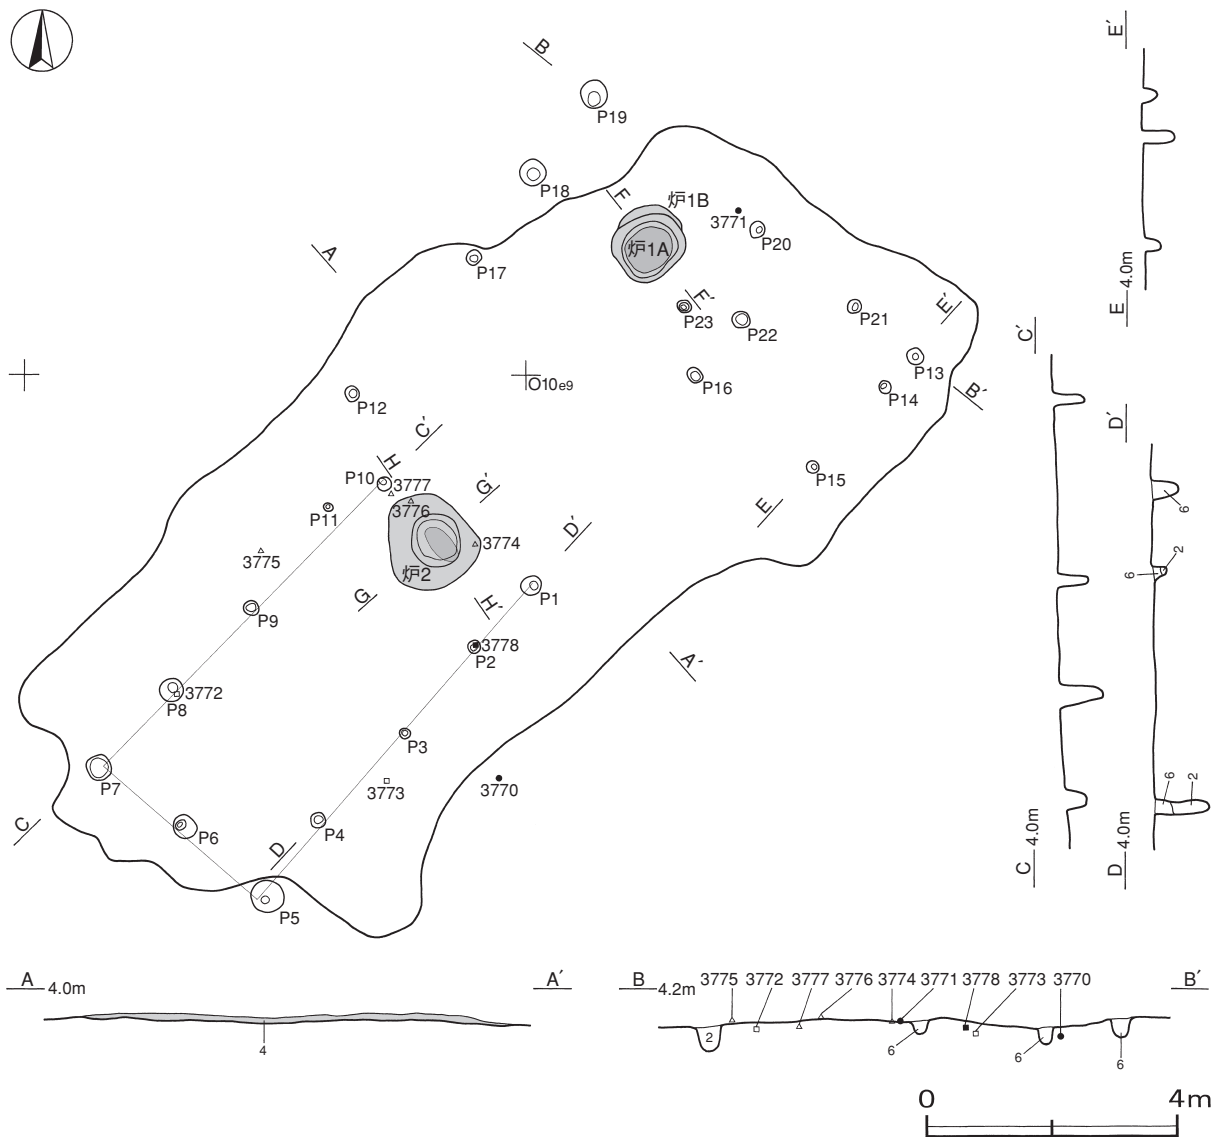 B
P19
P18
F
炉1B
3771
P20
炉1A
A
P17
F′
P23
P22
P21
E′
P13
O10e9
P16
P14
B′
P12
C′
H
P10
3777
G′
P11
3776
P15
E
D′
3774
3775
炉2
G
P1
H′
P9
3778
P2
A′
3772
P8
P3
P7
3773
3770
C
P6
D
P4
P5
E′
E 4.0m
C′
C 4.0m
D′
6
2
6
6
2
D 4.0m
A 4.0m A′
4
B 4.2m 3775 3772 3777 3776 3774 3771 3778 3773 3770 B′
2
6
6
6
0 4m